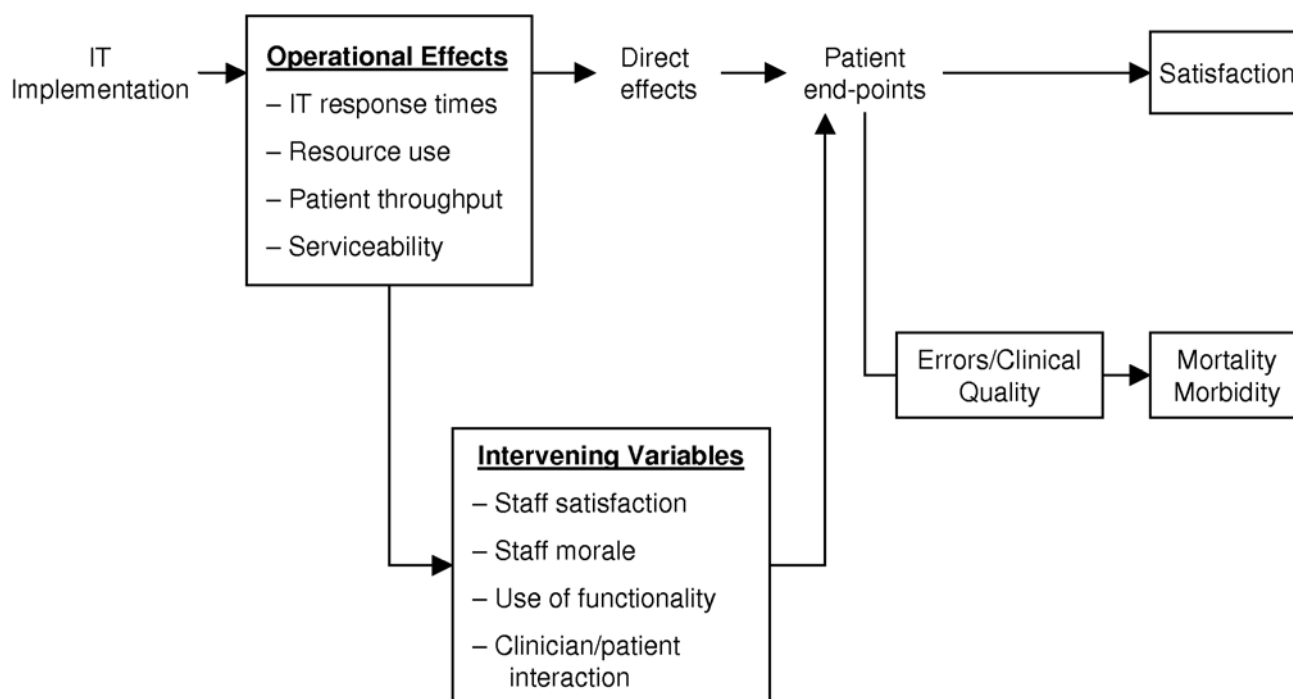 IT
Implementation
Operational Effects
– IT response times
– Resource use
– Patient throughput
– Serviceability
Direct
effects
Patient
end-points
Satisfaction
Errors/Clinical
Quality
Mortality
Morbidity
Intervening Variables
– Staff satisfaction
– Staff morale
– Use of functionality
– Clinician/patient
interaction